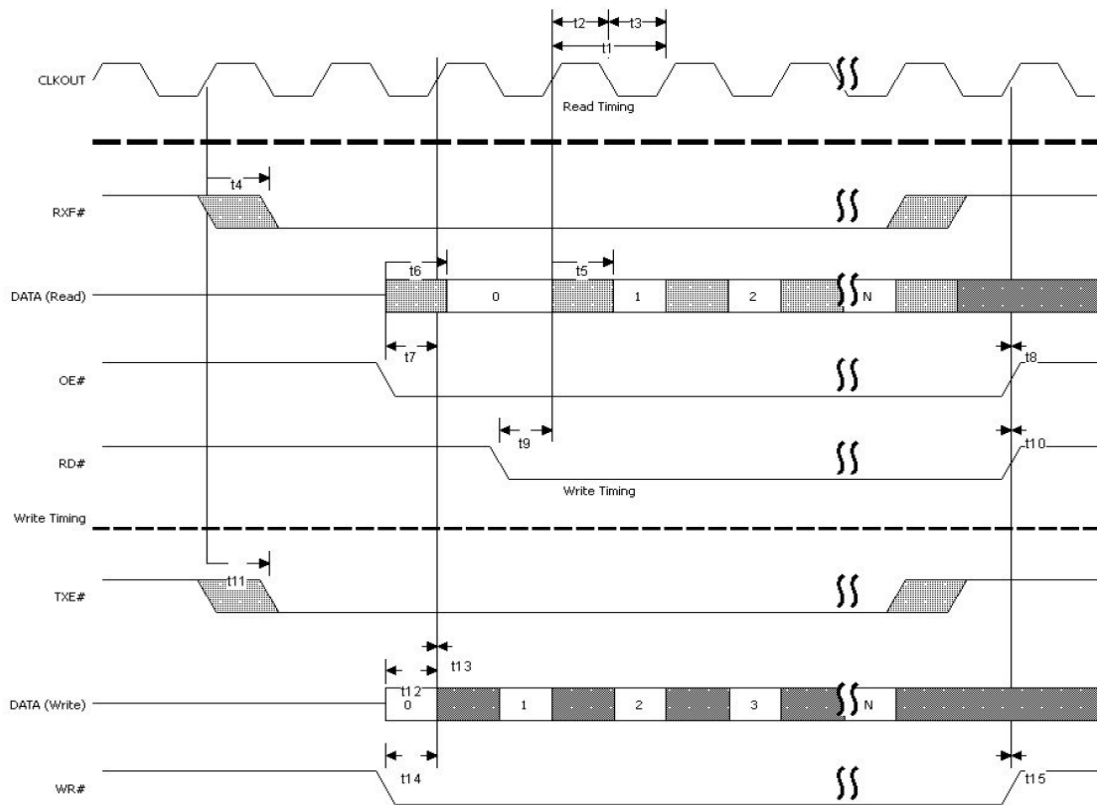 t2 t3
t1
CLKOUT
Read Timing
t4
RXF#
t6 t5
DATA (Read) 0 1 2 N
t7 t8
OE#
t9 t10
RD#
Write Timing
Write Timing
t11
TXE#
t13
t12
DATA (Write) 0 1 2 3 N
t14 t15
WR#